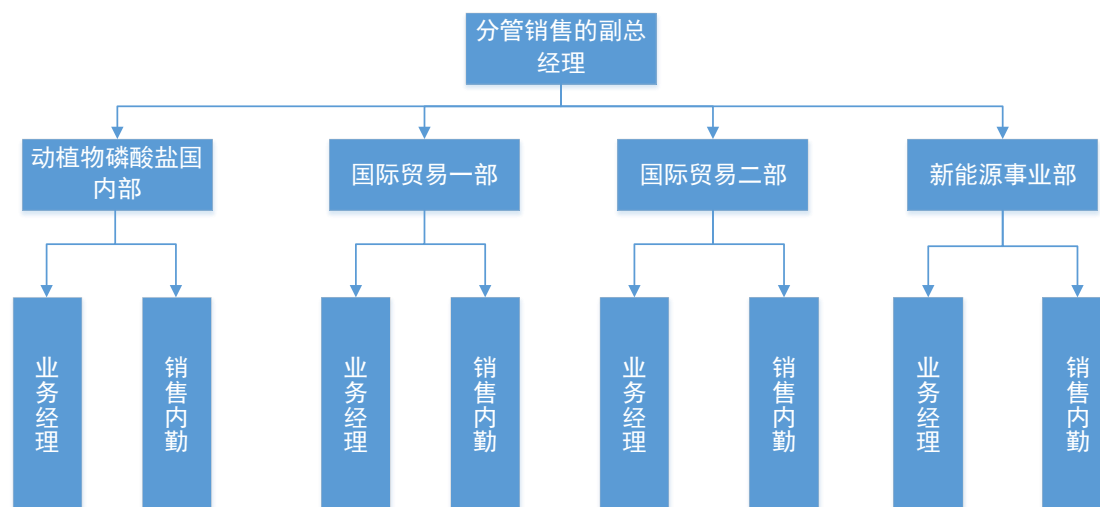 分管销售的副总
经理
动植物磷酸盐国
内部
国际贸易一部
国际贸易二部
新能源事业部
业务经理
销售内勤
业务经理
销售内勤
业务经理
销售内勤
业务经理
销售内勤